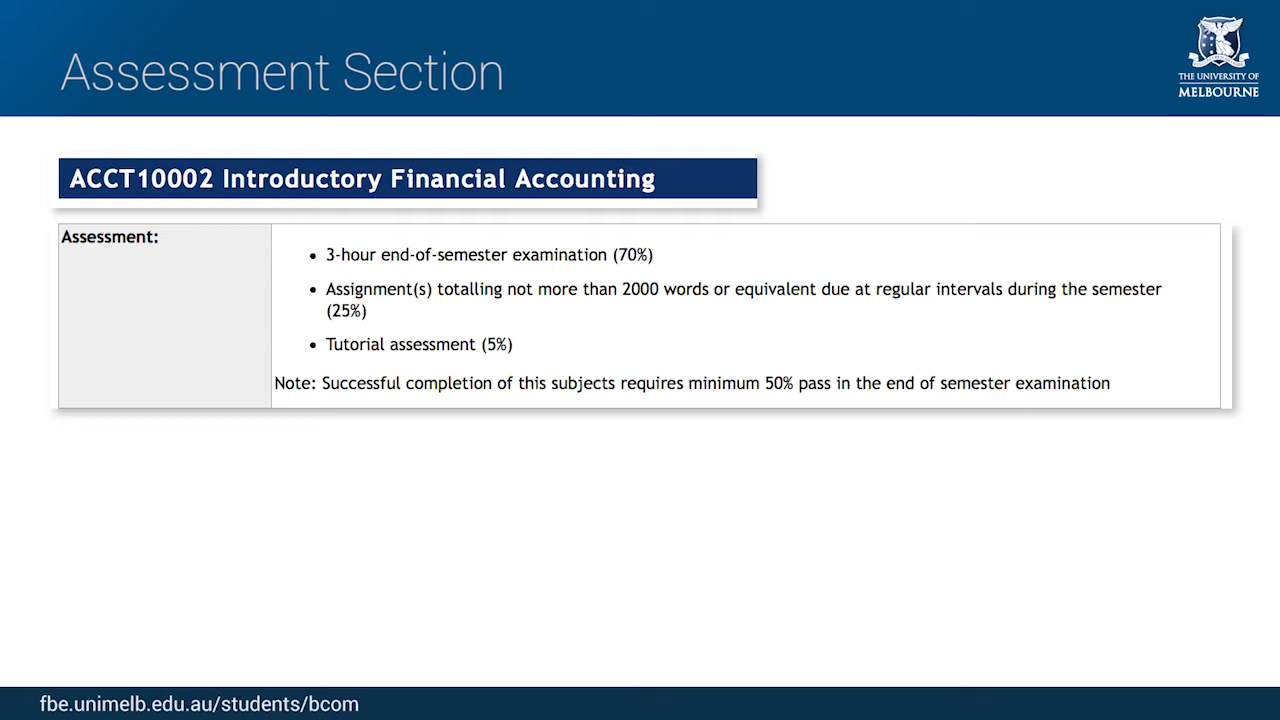 Assessment Section
THE UNIVERSITY OF
MELBOURNE
ACCT10002 Introductory Financial Accounting
Assessment:
• 3-hour end-of-semester examination (70%)
• Assignment(s) totalling not more than 2000 words or equivalent due at regular intervals during the semester
(25%)
• Tutorial assessment (5%)
Note: Successful completion of this subjects requires minimum 50% pass in the end of semester examination
fbe.unimelb.edu.au/students/bcom